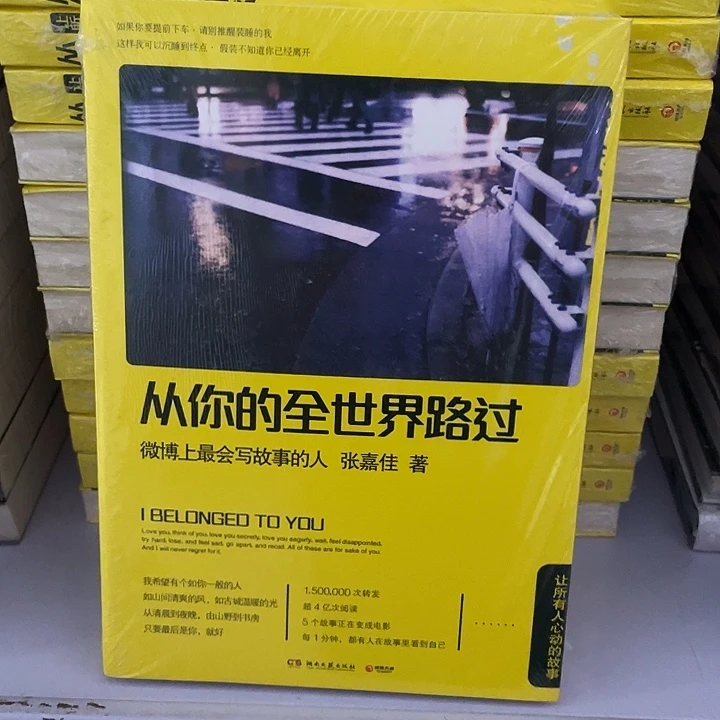 如果你要提前下车，请别推醒装睡的我
这样我可以沉睡到终点，假装不知道你已经离开
从你的全世界路过
微博上最会写故事的人 张嘉佳 著
I BELONGED TO YOU
Love you, think of you, love you secretly, love you eagerly, wait, feel disappointed,
try hard, lose, and feel sad, go apart, and recall. All of these are for sake of you.
And I will never regret for it.
我希望有个如你一般的人
如山间清爽的风，如古城温暖的光
从清晨到夜晚，由山野到书房
只要最后是你，就好
1,500,000 次转发
超 4 亿次阅读
5 个故事正在变成电影
每 1 分钟，都有人在故事里看到自己
......
让所有人心动的故事
湖南文艺出版社